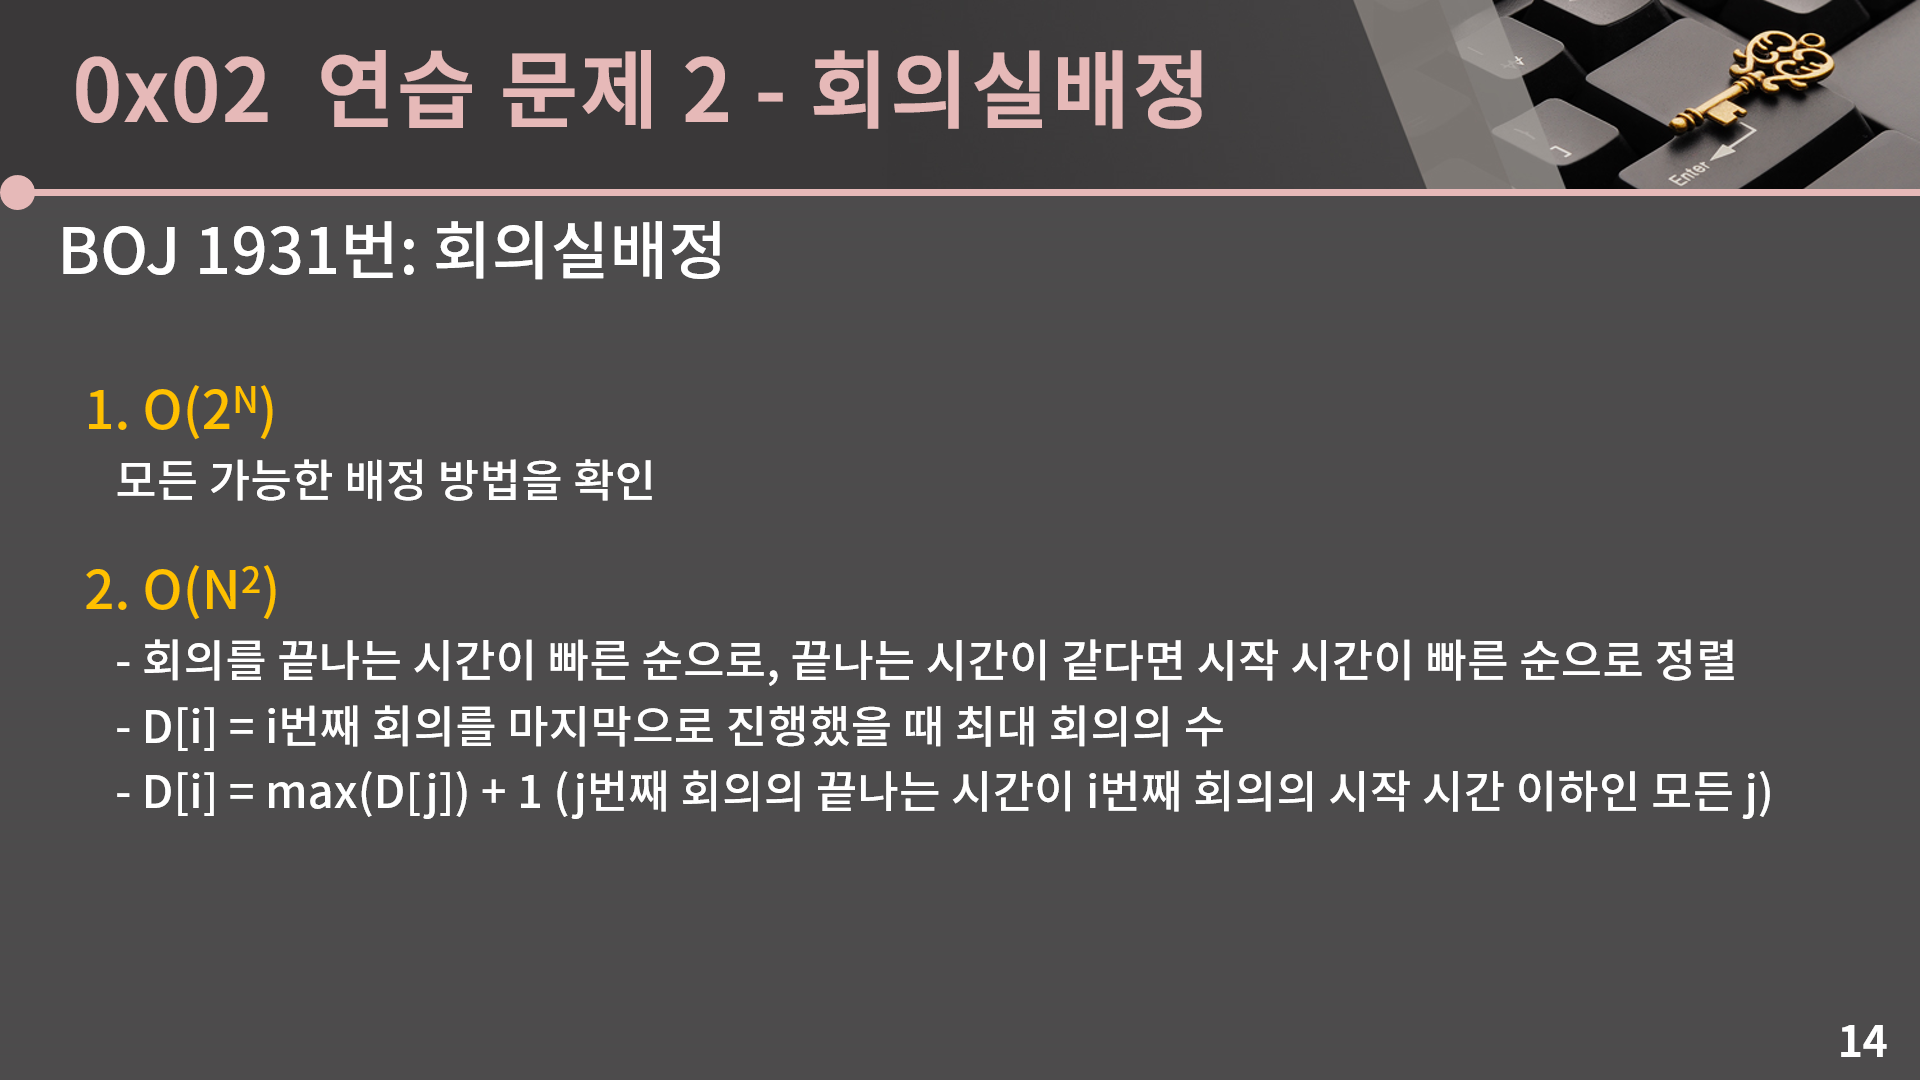 0x02 연습 문제 2 - 회의실배정
Enter
BOJ 1931번: 회의실배정
1. O(2ᴺ)
모든 가능한 배정 방법을 확인
2. O(N²)
- 회의를 끝나는 시간이 빠른 순으로, 끝나는 시간이 같다면 시작 시간이 빠른 순으로 정렬
- D[i] = i번째 회의를 마지막으로 진행했을 때 최대 회의의 수
- D[i] = max(D[j]) + 1 (j번째 회의의 끝나는 시간이 i번째 회의의 시작 시간 이하인 모든 j)
14